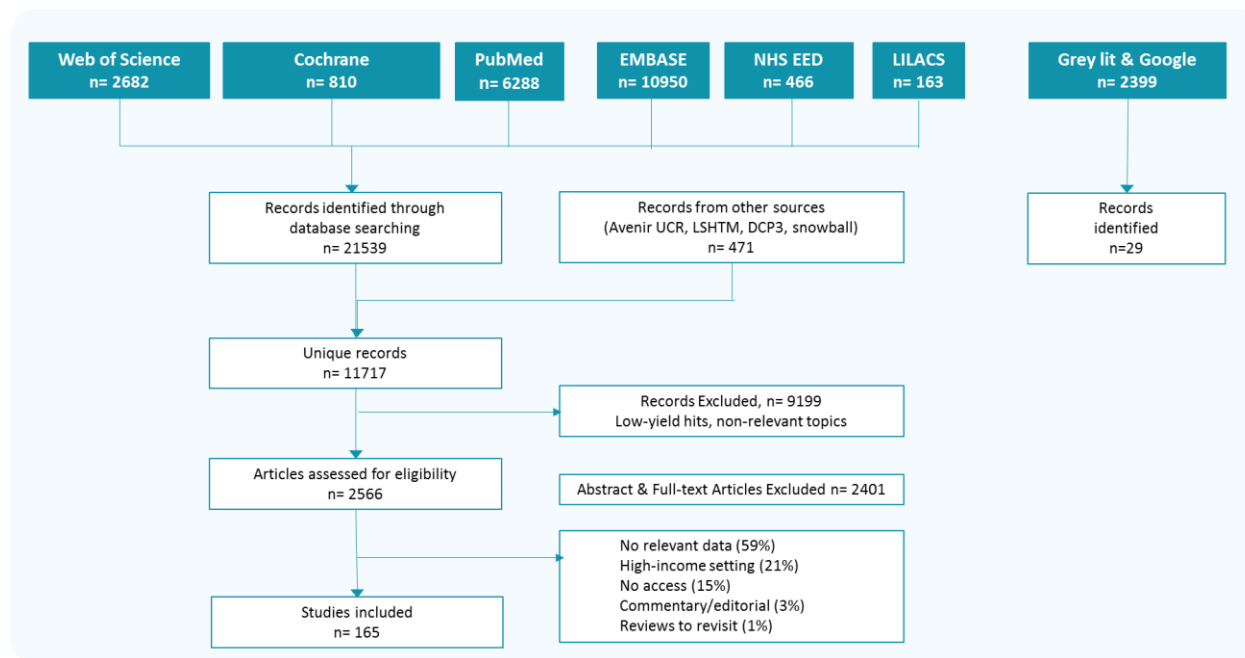 Web of Science
n= 2682
Cochrane
n= 810
PubMed
n= 6288
EMBASE
n= 10950
NHS EED
n= 466
LILACS
n= 163
Grey lit & Google
n= 2399
Records identified through
database searching
n= 21539
Records from other sources
(Avenir UCR, LSHTM, DCP3, snowball)
n= 471
Records
identified
n=29
Unique records
n= 11717
Records Excluded, n= 9199
Low-yield hits, non-relevant topics
Articles assessed for eligibility
n= 2566
Abstract & Full-text Articles Excluded n= 2401
No relevant data (59%)
High-income setting (21%)
No access (15%)
Commentary/editorial (3%)
Reviews to revisit (1%)
Studies included
n= 165